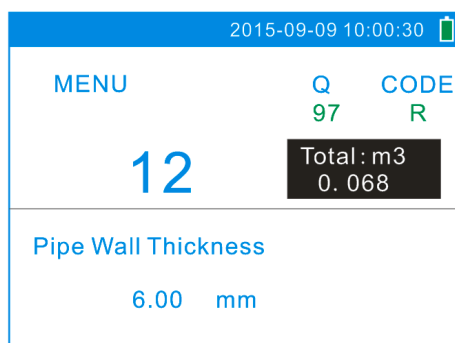 2015-09-09 10:00:30
MENU Q CODE
97 R
12 Total: m3
0. 068
Pipe Wall Thickness
6.00 mm